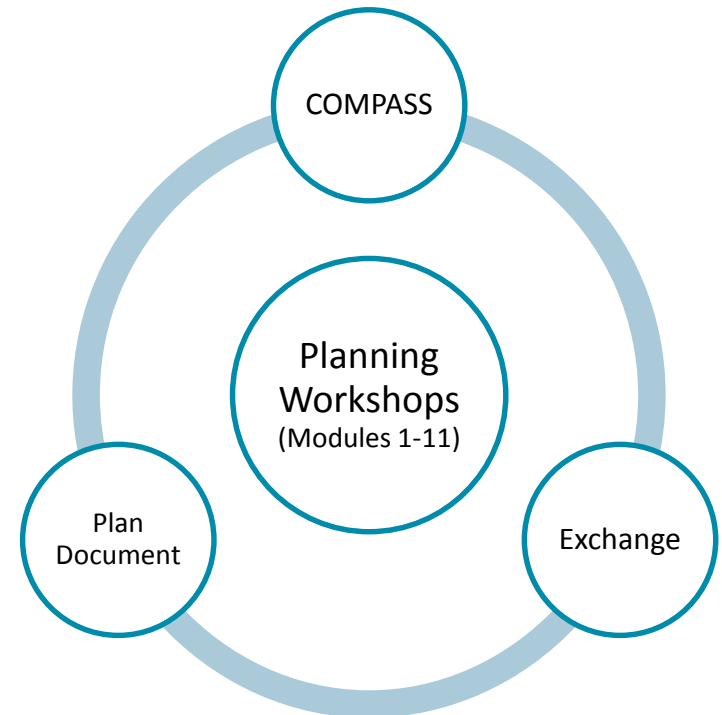 COMPASS
Planning
Workshops
(Modules 1-11)
Plan
Document
Exchange